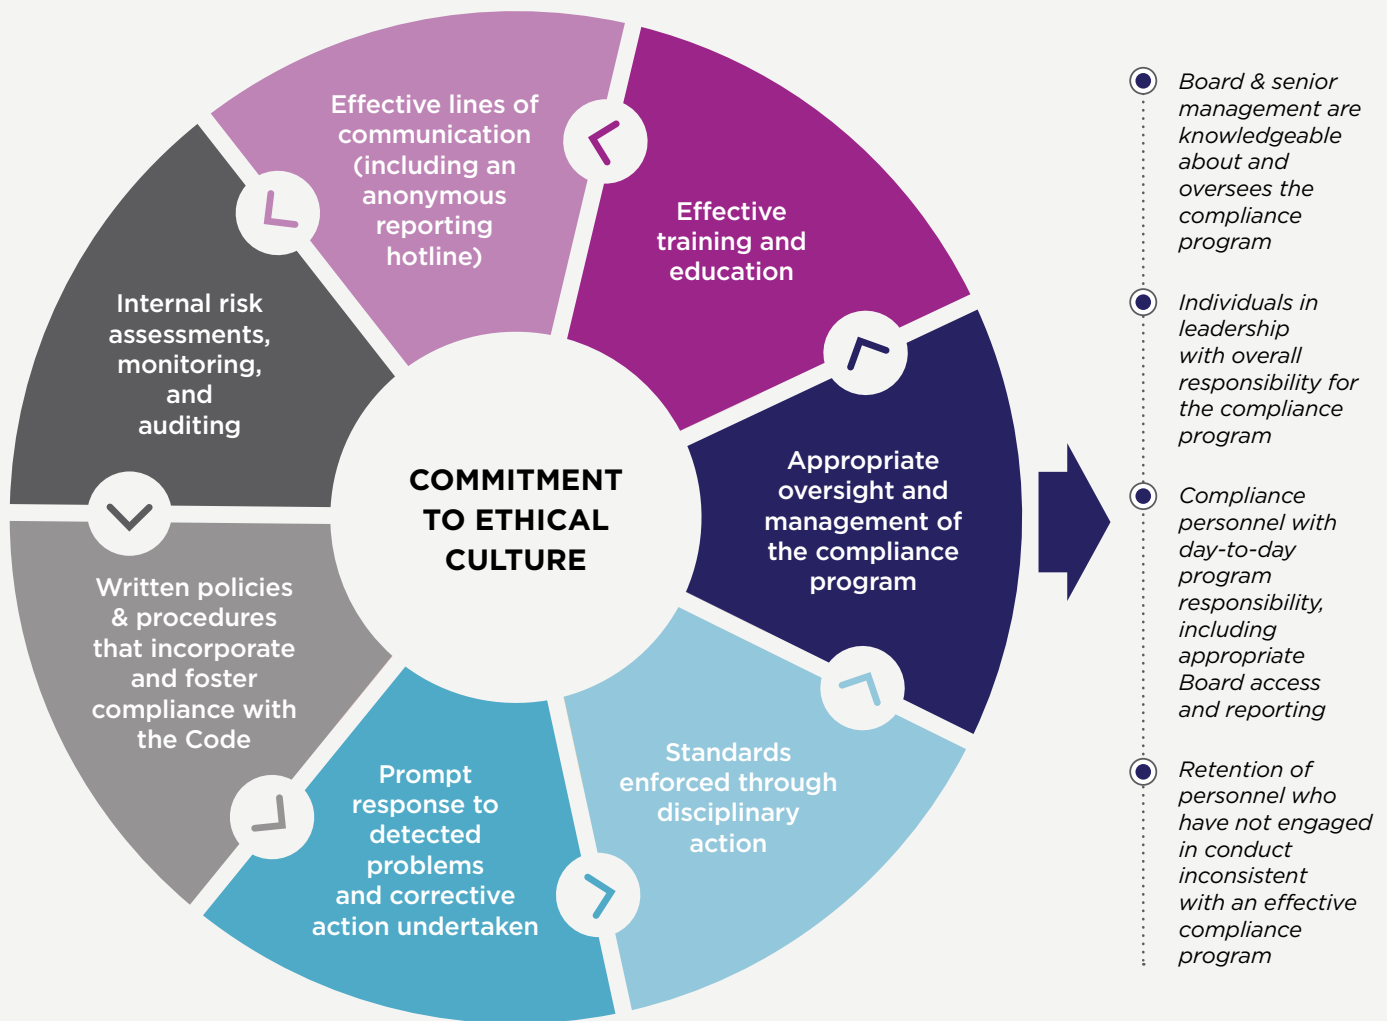 Effective lines of
communication
(including an
anonymous
reporting
hotline)
Effective
training and
education
Internal risk
assessments,
monitoring,
and
auditing
COMMITMENT
TO ETHICAL
CULTURE
Appropriate
oversight and
management of
the compliance
program
Written policies
& procedures
that incorporate
and foster
compliance with
the Code
Prompt
response to
detected
problems
and corrective
action undertaken
Standards
enforced through
disciplinary
action
Board & senior
management are
knowledgeable
about and
oversees the
compliance
program
Individuals in
leadership
with overall
responsibility for
the compliance
program
Compliance
personnel with
day-to-day
program
responsibility,
including
appropriate
Board access
and reporting
Retention of
personnel who
have not engaged
in conduct
inconsistent
with an effective
compliance
program